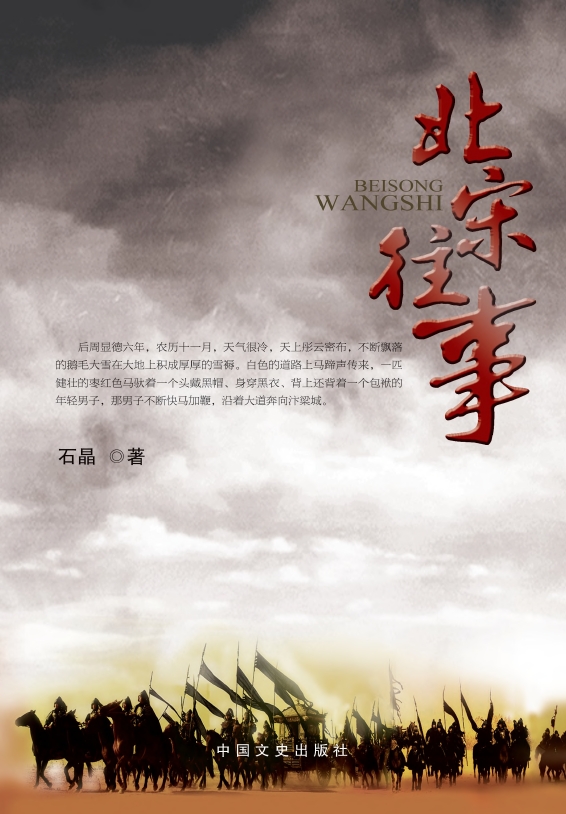 北宋往事
BEISONG
WANGSHI
后周显德六年，农历十一月，天气很冷，天上彤云密布，不断飘落
的鹅毛大雪在大地上积成厚厚的雪褥。白色的道路上马蹄声传来，一匹
健壮的枣红色马驮着一个头戴黑帽、身穿黑衣、背上还背着一个包袱的
年轻男子，那男子不断快马加鞭，沿着大道奔向汴梁城。
石晶 ◎著
中国文史出版社